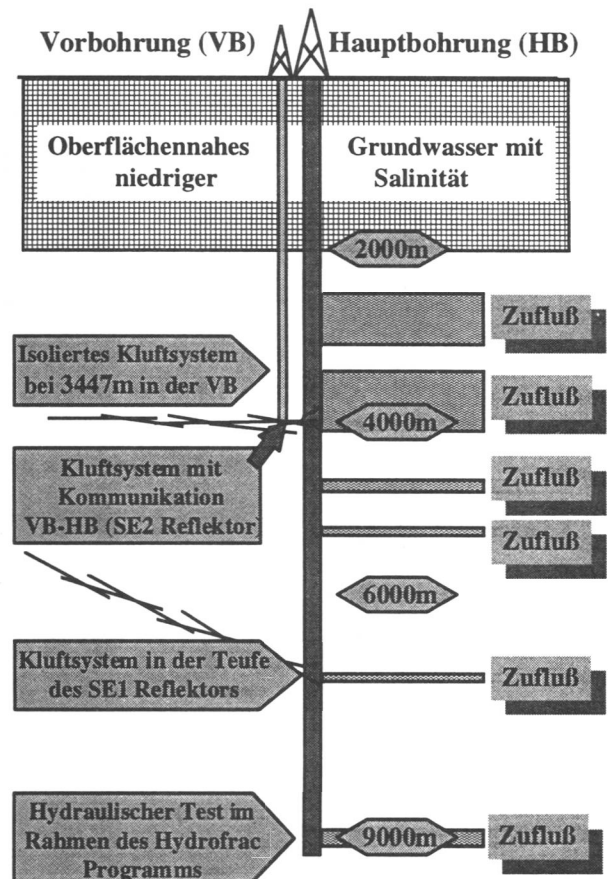 Vorbohrung (VB)
Hauptbohrung (HB)
Oberflächennahes
niedriger
Grundwasser mit
Salinität
2000m
Zufluß
Isoliertes Kluftsystem
bei 3447m in der VB
Zufluß
4000m
Kluftsystem mit
Kommunikation
VB-HB (SE2 Reflektor
Zufluß
Zufluß
6000m
Kluftsystem in der Teufe
des SE1 Reflektors
Zufluß
Hydraulischer Test im
Rahmen des Hydrofrac
Programms
9000m
Zufluß